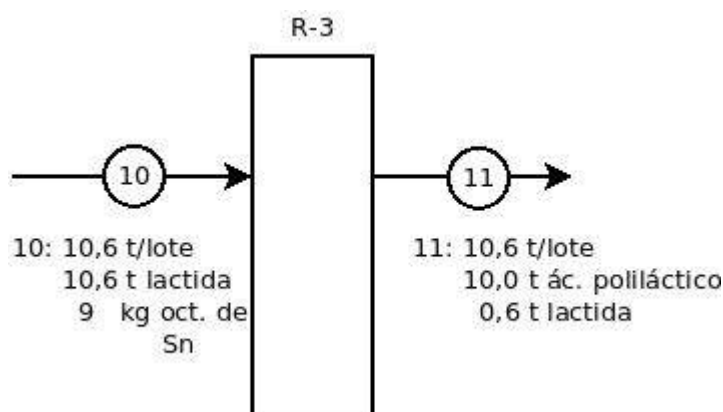 R-3
10
11
10: 10,6 t/lote
10,6 t lactida
9 kg oct. de
Sn
11: 10,6 t/lote
10,0 t ác. poliláctico
0,6 t lactida